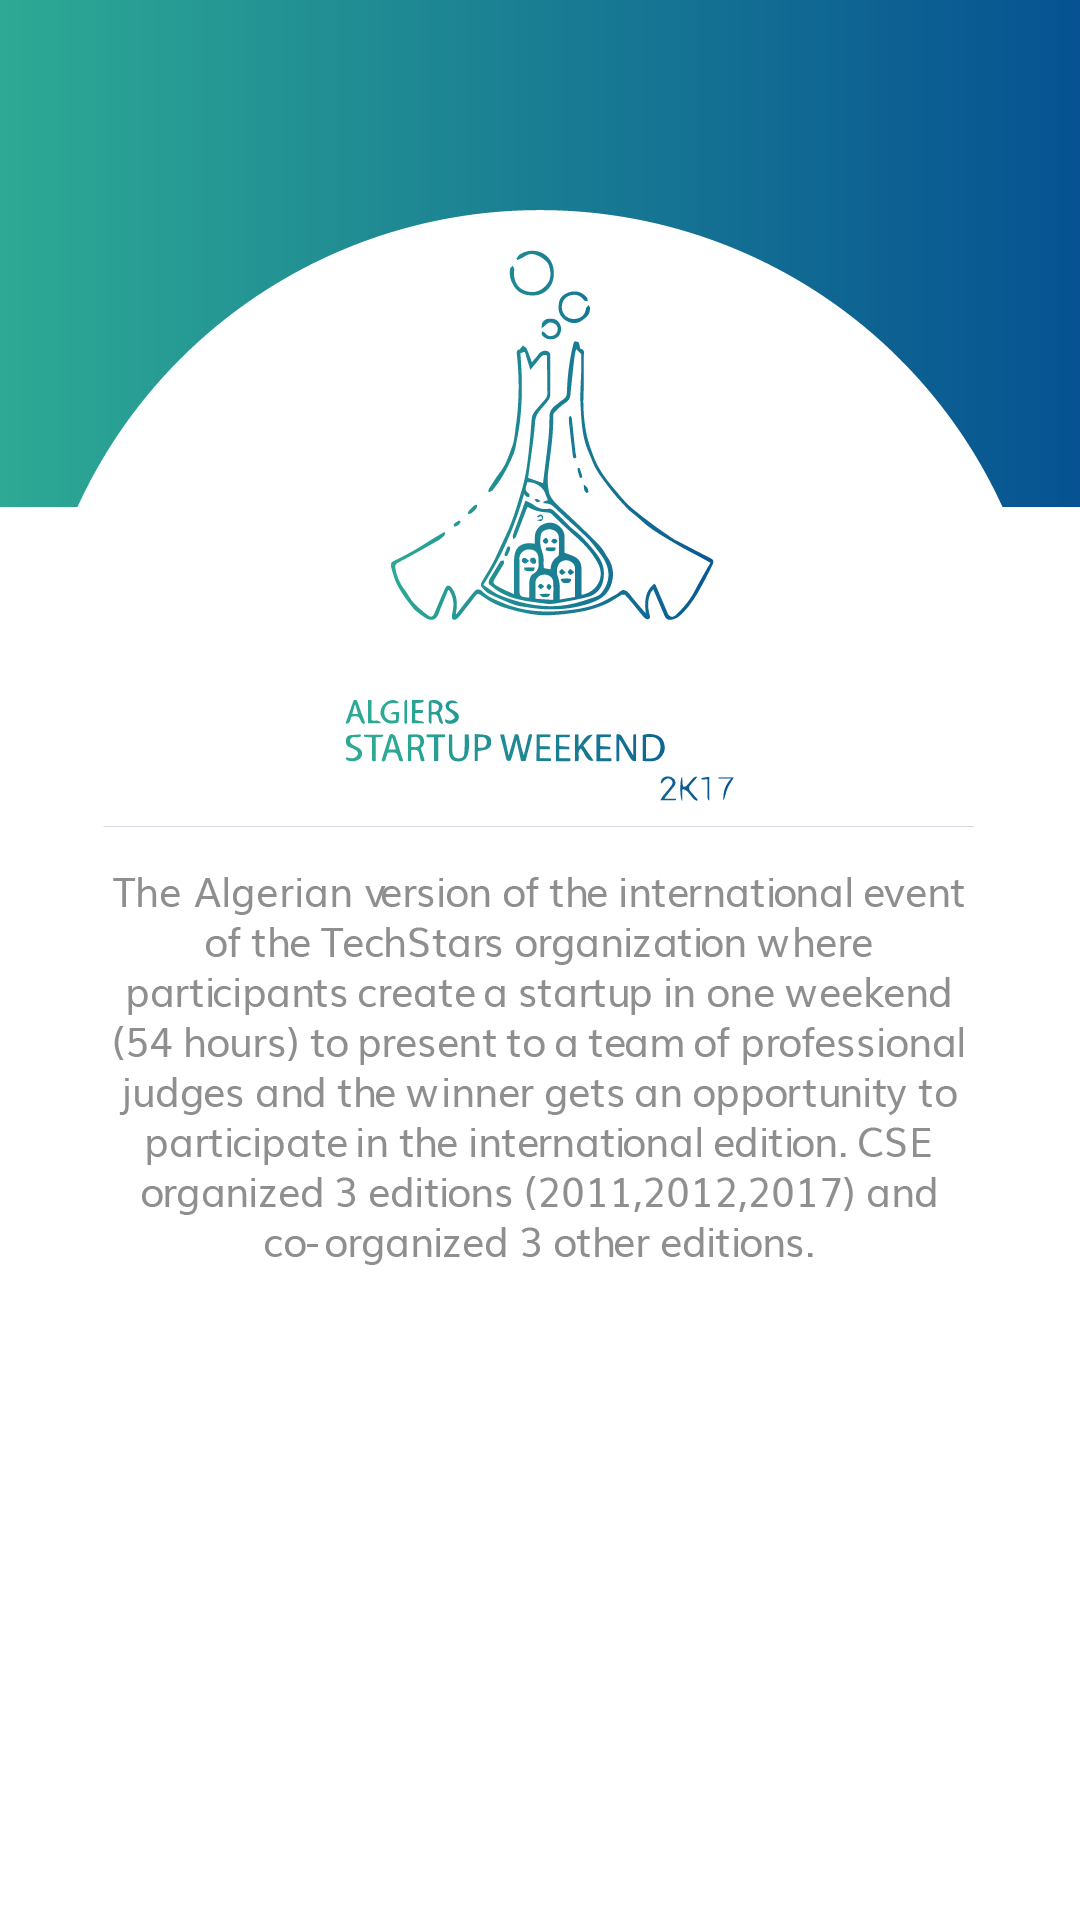 ALGIERS
STARTUP WEEKEND
2K17
The Algerian version of the international event
of the TechStars organization where
participants create a startup in one weekend
(54 hours) to present to a team of professional
judges and the winner gets an opportunity to
participate in the international edition. CSE
organized 3 editions (2011,2012,2017) and
co-organized 3 other editions.